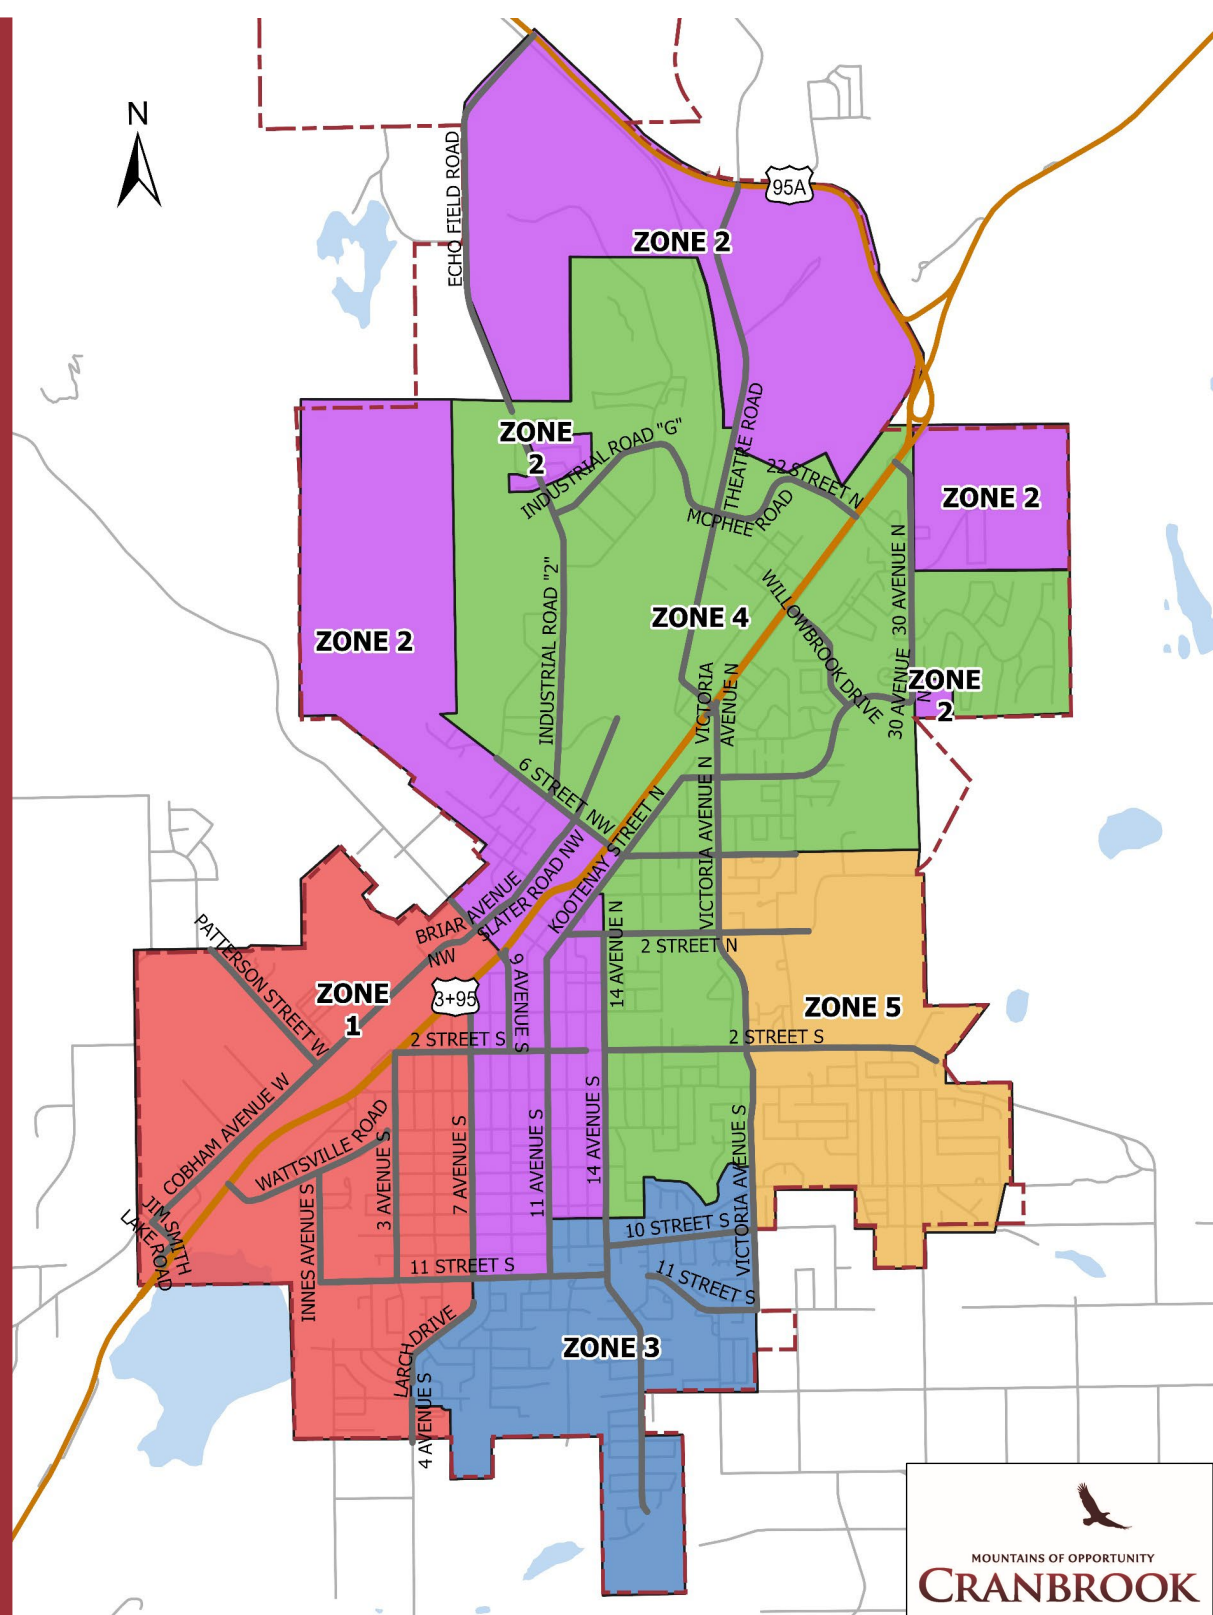 N
95A
ECHO FIELD ROAD
ZONE 2
ZONE
2
INDUSTRIAL ROAD "G"
THEATRE ROAD
22 STREET N
MCPHEE ROAD
ZONE 2
30 AVENUE N
INDUSTRIAL ROAD "2"
WILLOWBROOK DRIVE
ZONE 4
ZONE 2
30 AVENUE
N
ZONE
2
VICTORIA
AVENUE N
6 STREET NW
KOOTENAY STREET N
VICTORIA AVENUE N
BRIAR AVENUE
NW
SLATER ROAD NW
PATTERSON STREET W
14 AVENUE N
2 STREET N
9 AVENUE S
ZONE
1
3+95
ZONE 5
2 STREET S
2 STREET S
COBHAM AVENUE W
WATTSVILLE ROAD
3 AVENUE S
7 AVENUE S
11 AVENUE S
14 AVENUE S
VICTORIA AVENUE S
JIM SMITH
LAKE ROAD
INNES AVENUE S
10 STREET S
11 STREET S
11 STREET S
LARCH DRIVE
ZONE 3
4 AVENUE S
MOUNTAINS OF OPPORTUNITY
CRANBROOK